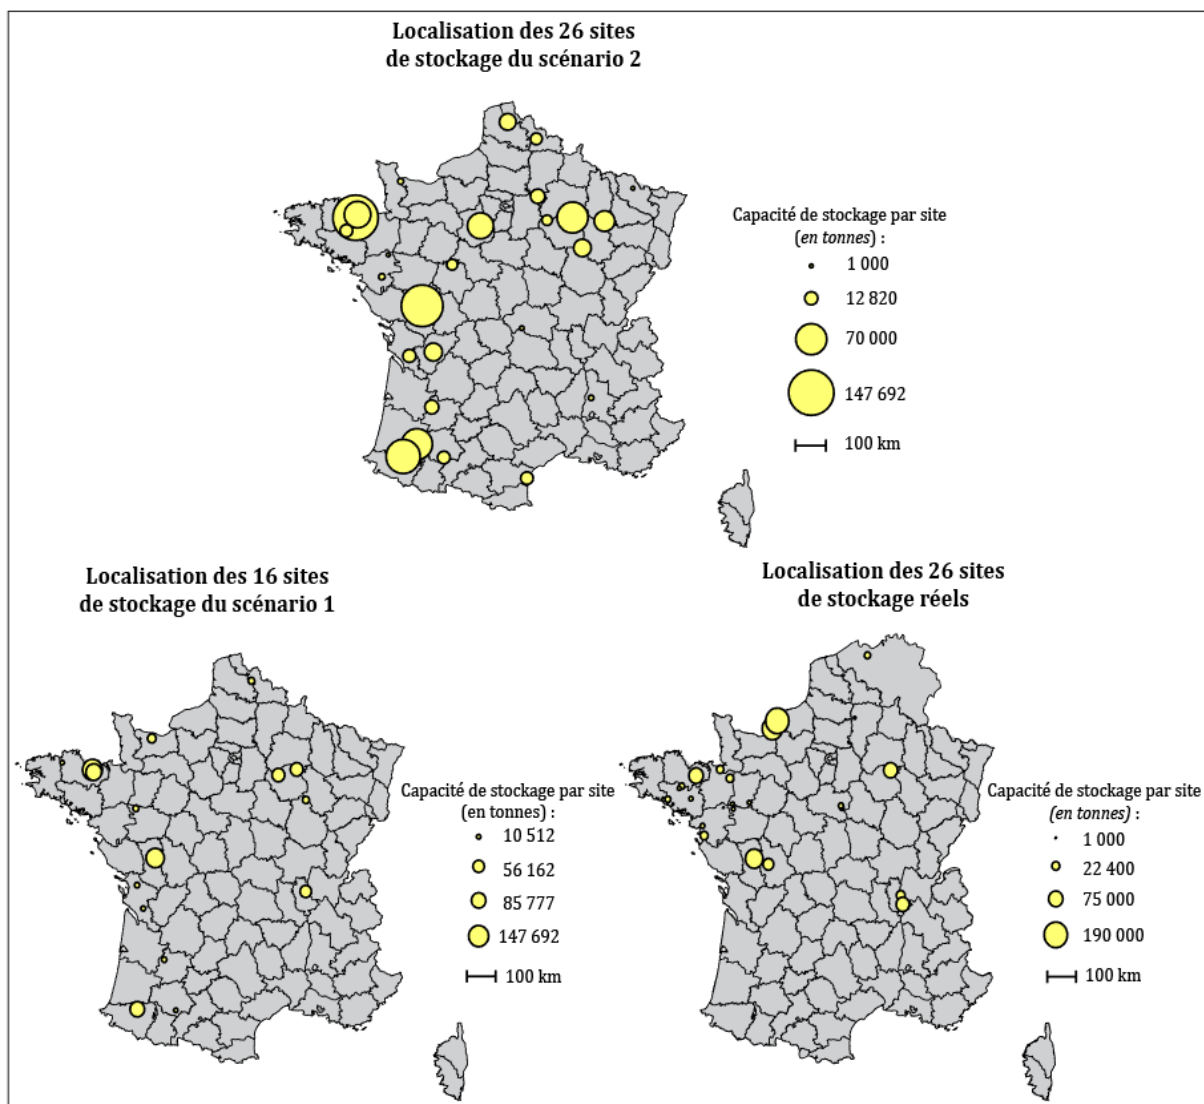 Localisation des 26 sites
de stockage du scénario 2
Capacité de stockage par site
(en tonnes) :
1 000
12 820
70 000
147 692
100 km
Localisation des 16 sites
de stockage du scénario 1
Capacité de stockage par site
(en tonnes) :
10 512
56 162
85 777
147 692
100 km
Localisation des 26 sites
de stockage réels
Capacité de stockage par site
(en tonnes) :
1 000
22 400
75 000
190 000
100 km